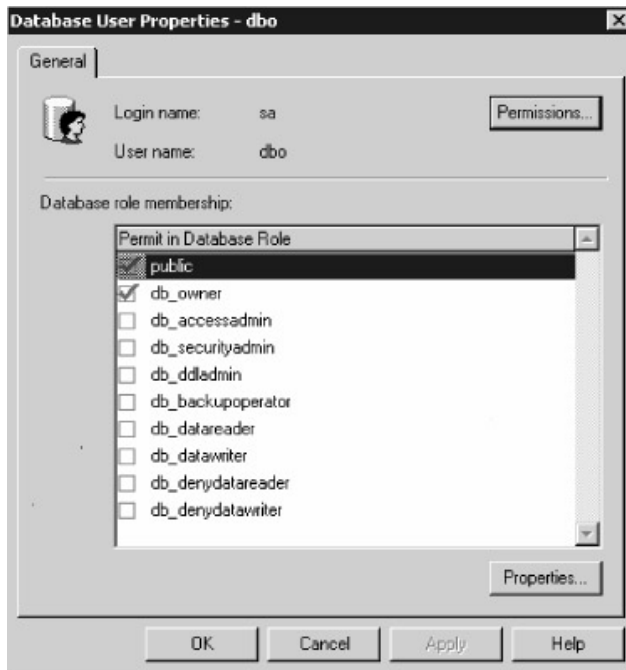 Database User Properties - dbo
General
Login name: sa
Permissions...
User name: dbo
Database role membership:
Permit in Database Role
public
db_owner
db_accessadmin
db_securityadmin
db_ddladmin
db_backupoperator
db_datareader
db_datawriter
db_denydatareader
db_denydatawriter
Properties...
OK Cancel Apply Help